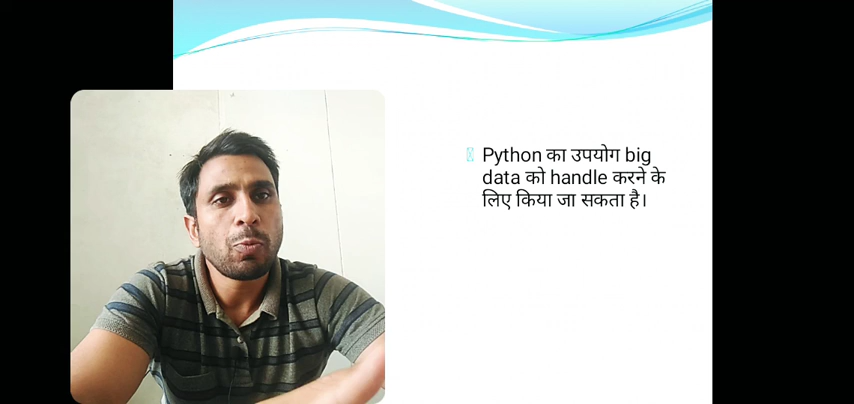 Python का उपयोग big
data को handle करने के
लिए किया जा सकता है।